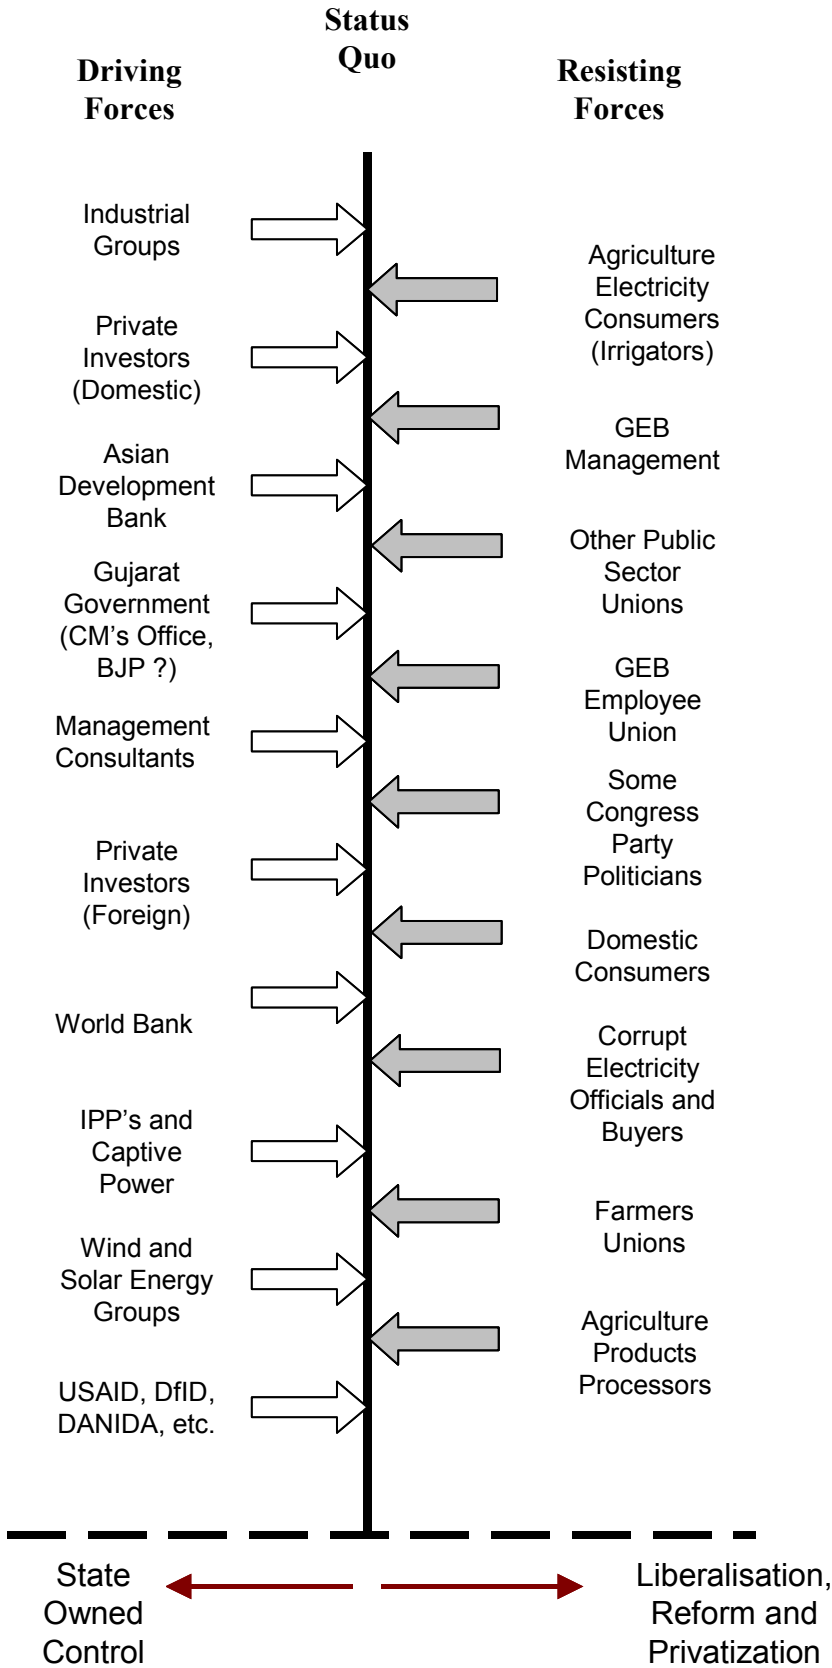 Status
Quo
Driving
Forces
Resisting
Forces
Industrial
Groups
Private
Investors
(Domestic)
Asian
Development
Bank
Gujarat
Government
(CM's Office,
BJP ?)
Management
Consultants
Private
Investors
(Foreign)
World Bank
IPP's and
Captive
Power
Wind and
Solar Energy
Groups
USAID, DfID,
DANIDA, etc.
Agriculture
Electricity
Consumers
(Irrigators)
GEB
Management
Other Public
Sector
Unions
GEB
Employee
Union
Some
Congress
Party
Politicians
Domestic
Consumers
Corrupt
Electricity
Officials and
Buyers
Farmers
Unions
Agriculture
Products
Processors
State
Owned
Control
Liberalisation,
Reform and
Privatization